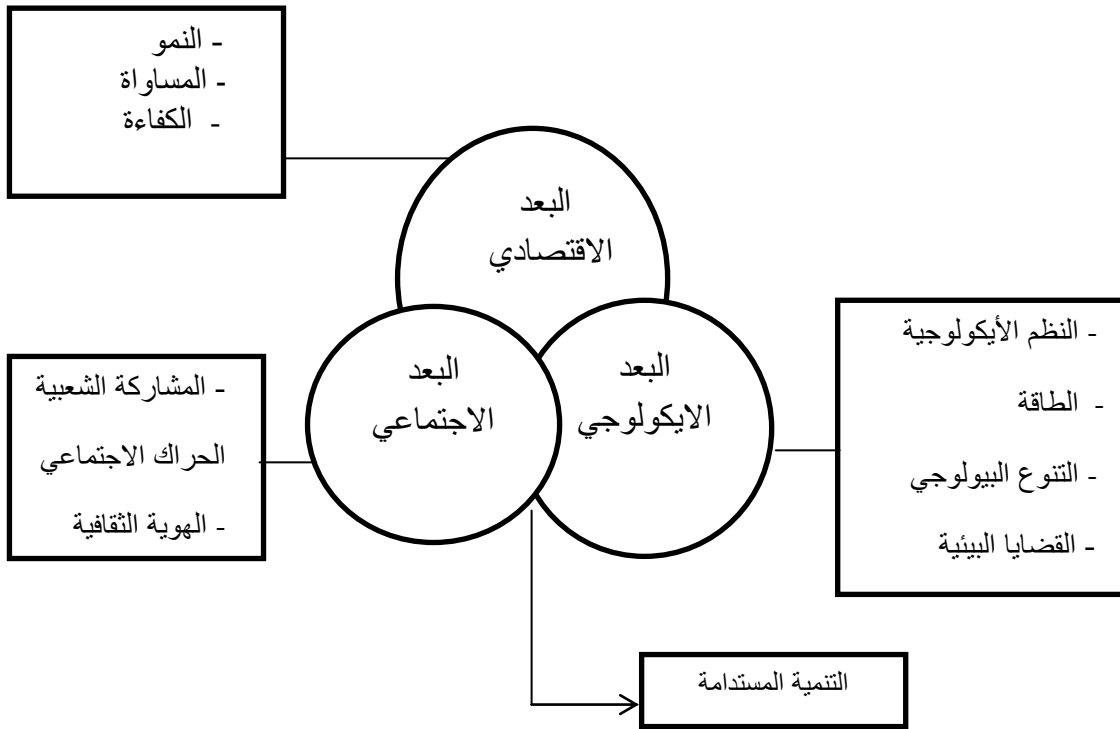 - النمو
- المساواة
- الكفاءة
البعد
الاقتصادي
البعد
الايكولوجي
البعد
الاجتماعي
- النظم الأيكولوجية
- الطاقة
- التنوع البيولوجي
- القضايا البيئية
- المشاركة الشعبية
الحراك الاجتماعي
- الهوية الثقافية
التنمية المستدامة